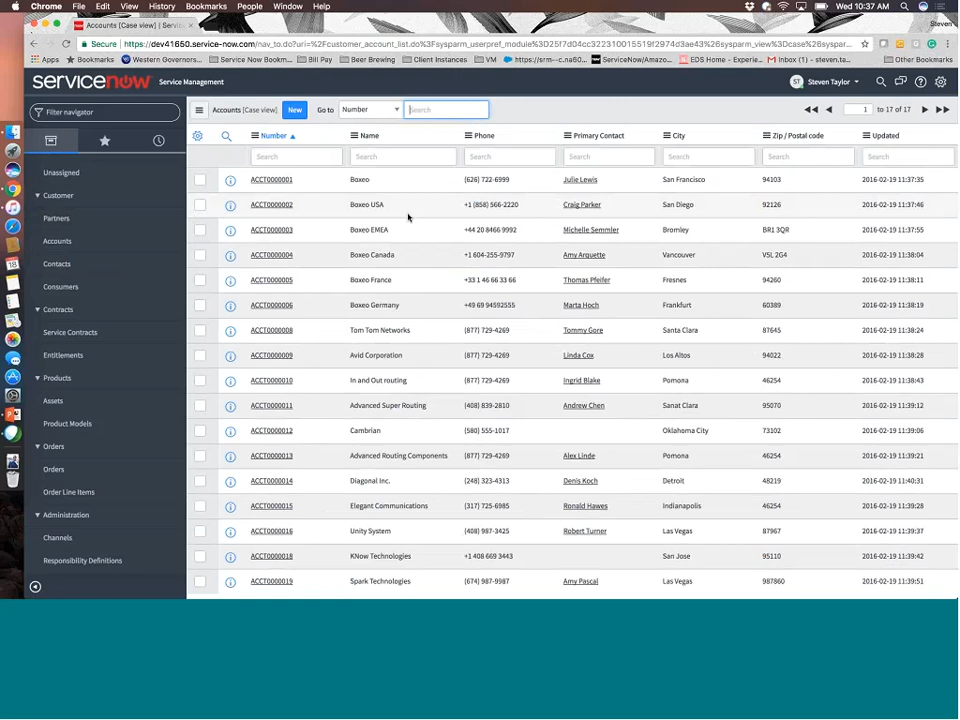 Chrome File Edit View History Bookmarks People Window Help Wed 10:37 AM
Accounts [Case view] | Servi Steven
Secure https://dev41650.service-now.com/nav_to.do?uri=%2Fcustomer_account_list.do%3Fsysparm_userpref_module%3D25f7d04cc322310015519f2974d3ae43%26sysparm_view%3Dcase%26sysparm
Apps Bookmarks Western Governors... Service Now Bookm... Bill Pay Beer Brewing Client Instances VM https://srm--c.na60... ServiceNow/Amazo... EDS Home - Experie... M Inbox (1) - steven.ta... Other Bookmarks
servicenow Service Management Steven Taylor
Filter navigator Accounts [Case view] New Go to Number Search 1 to 17 of 17
Number Name Phone Primary Contact City Zip / Postal code Updated
Search Search Search Search Search Search Search
Unassigned
Customer
Partners
Accounts
Contacts
Consumers
Contracts
Service Contracts
Entitlements
Products
Assets
Product Models
Orders
Orders
Order Line Items
Administration
Channels
Responsibility Definitions
ACCT0000001 Boxeo (626) 722-6999 Julie Lewis San Francisco 94103 2016-02-19 11:37:35
ACCT0000002 Boxeo USA +1 (858) 566-2220 Craig Parker San Diego 92126 2016-02-19 11:37:46
ACCT0000003 Boxeo EMEA +44 20 8466 9992 Michelle Semmler Bromley BR1 3QR 2016-02-19 11:37:55
ACCT0000004 Boxeo Canada +1 604-255-9797 Amy Arquette Vancouver V5L 2G4 2016-02-19 11:38:04
ACCT0000005 Boxeo France +33 1 46 66 33 66 Thomas Pfeifer Fresnes 94260 2016-02-19 11:38:11
ACCT0000006 Boxeo Germany +49 69 94592555 Marta Hoch Frankfurt 60389 2016-02-19 11:38:19
ACCT0000008 Tom Tom Networks (877) 729-4269 Tommy Gore Santa Clara 87645 2016-02-19 11:38:24
ACCT0000009 Avid Corporation (877) 729-4269 Linda Cox Los Altos 94022 2016-02-19 11:38:28
ACCT0000010 In and Out routing (877) 729-4269 Ingrid Blake Pomona 46254 2016-02-19 11:38:43
ACCT0000011 Advanced Super Routing (408) 839-2810 Andrew Chen Sanat Clara 95070 2016-02-19 11:39:12
ACCT0000012 Cambrian (580) 555-1017 Oklahoma City 73102 2016-02-19 11:39:06
ACCT0000013 Advanced Routing Components (877) 729-4269 Alex Linde Pomona 46254 2016-02-19 11:39:21
ACCT0000014 Diagonal Inc. (248) 323-4313 Denis Koch Detroit 48219 2016-02-19 11:40:31
ACCT0000015 Elegant Communications (317) 725-6985 Ronald Hawes Indianapolis 46254 2016-02-19 11:39:28
ACCT0000016 Unity System (408) 987-3425 Robert Turner Las Vegas 87967 2016-02-19 11:39:37
ACCT0000018 KNow Technologies +1 408 669 3443 San Jose 95110 2016-02-19 11:39:42
ACCT0000019 Spark Technologies (674) 987-9987 Amy Pascal Las Vegas 987860 2016-02-19 11:39:51